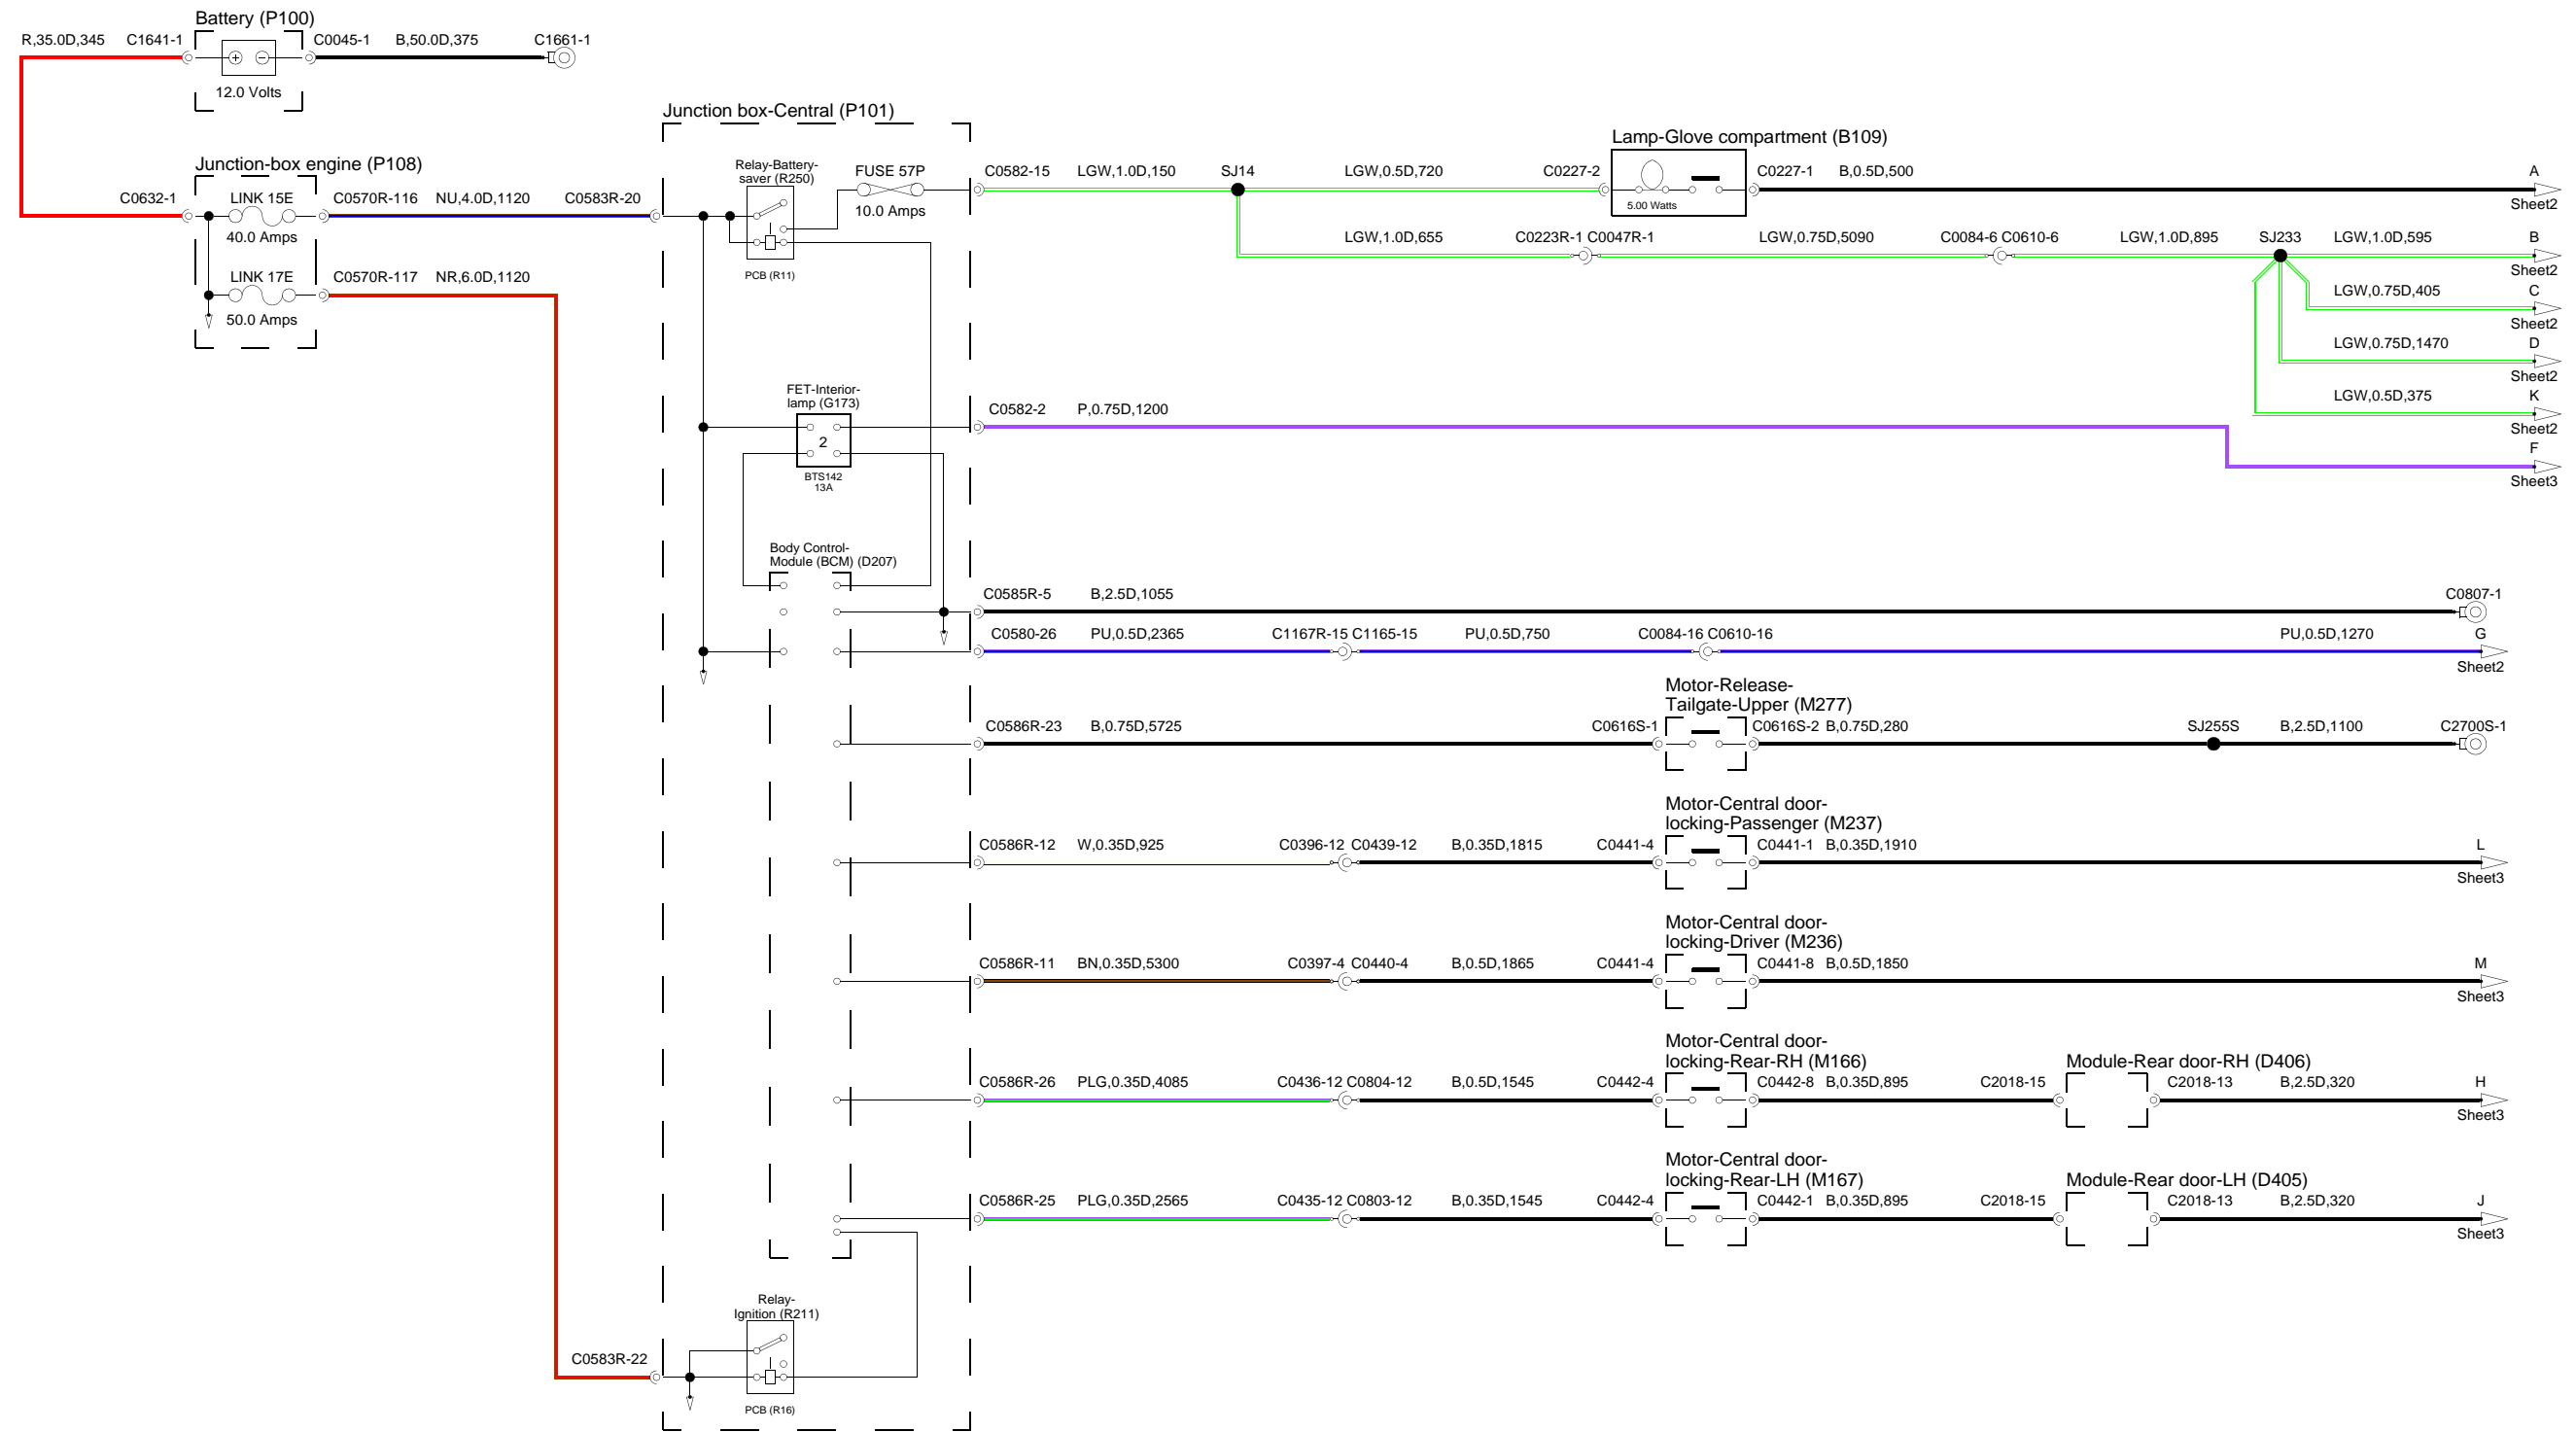 Battery (P100)
R,35.0D,345
C1641-1
C0045-1
B,50.0D,375
C1661-1
12.0 Volts
Junction-box engine (P108)
C0632-1
LINK 15E
40.0 Amps
C0570R-116
NU,4.0D,1120
C0583R-20
LINK 17E
50.0 Amps
C0570R-117
NR,6.0D,1120
Junction box-Central (P101)
Relay-Battery-
saver (R250)
PCB (R11)
FUSE 57P
10.0 Amps
C0582-15
LGW,1.0D,150
SJ14
LGW,0.5D,720
C0227-2
Lamp-Glove compartment (B109)
5.00 Watts
C0227-1
B,0.5D,500
A
Sheet2
LGW,1.0D,655
C0223R-1 C0047R-1
LGW,0.75D,5090
C0084-6 C0610-6
LGW,1.0D,895
SJ233
LGW,1.0D,595
B
Sheet2
LGW,0.75D,405
C
Sheet2
LGW,0.75D,1470
D
Sheet2
LGW,0.5D,375
K
Sheet2
FET-Interior-
lamp (G173)
2
BTS142
13A
C0582-2
P,0.75D,1200
F
Sheet3
Body Control-
Module (BCM) (D207)
C0585R-5
B,2.5D,1055
C0807-1
C0580-26
PU,0.5D,2365
C1167R-15 C1165-15
PU,0.5D,750
C0084-16 C0610-16
PU,0.5D,1270
G
Sheet2
Motor-Release-
Tailgate-Upper (M277)
C0586R-23
B,0.75D,5725
C0616S-1
C0616S-2
B,0.75D,280
SJ255S
B,2.5D,1100
C2700S-1
Motor-Central door-
locking-Passenger (M237)
C0586R-12
W,0.35D,925
C0396-12 C0439-12
B,0.35D,1815
C0441-4
C0441-1
B,0.35D,1910
L
Sheet3
Motor-Central door-
locking-Driver (M236)
C0586R-11
BN,0.35D,5300
C0397-4 C0440-4
B,0.5D,1865
C0441-4
C0441-8
B,0.5D,1850
M
Sheet3
Motor-Central door-
locking-Rear-RH (M166)
Module-Rear door-RH (D406)
C0586R-26
PLG,0.35D,4085
C0436-12 C0804-12
B,0.5D,1545
C0442-4
C0442-8
B,0.35D,895
C2018-15
C2018-13
B,2.5D,320
H
Sheet3
Motor-Central door-
locking-Rear-LH (M167)
Module-Rear door-LH (D405)
C0586R-25
PLG,0.35D,2565
C0435-12 C0803-12
B,0.35D,1545
C0442-4
C0442-1
B,0.35D,895
C2018-15
C2018-13
B,2.5D,320
J
Sheet3
Relay-
Ignition (R211)
C0583R-22
PCB (R16)